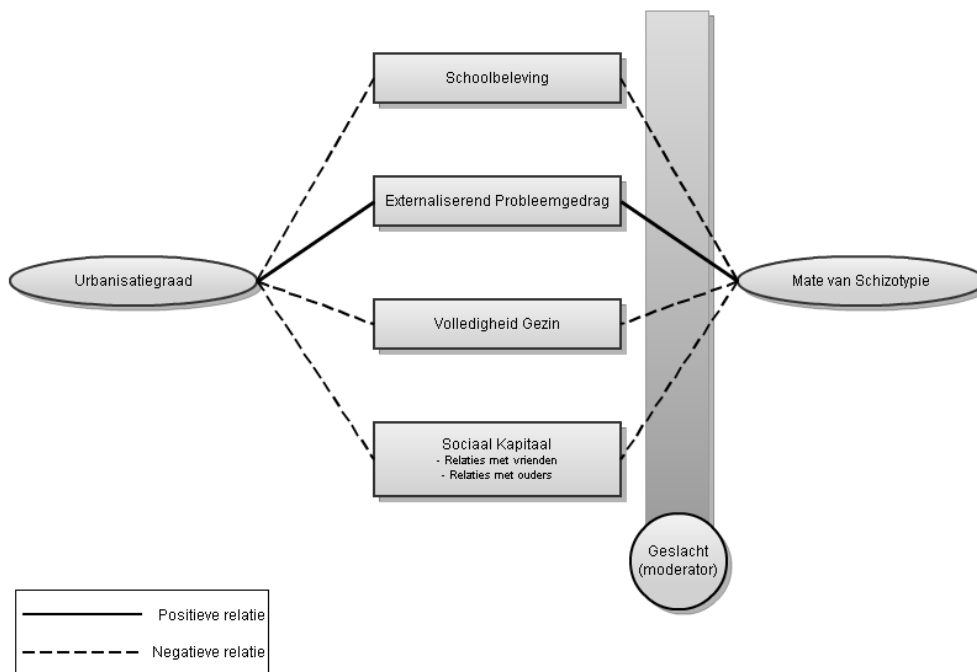 Schoolbeleving
Externaliserend Probleemgedrag
Urbanisatiegraad
Mate van Schizotypie
Volledigheid Gezin
Sociaal Kapitaal
- Relaties met vrienden
- Relaties met ouders
Geslacht
(moderator)
Positieve relatie
Negatieve relatie